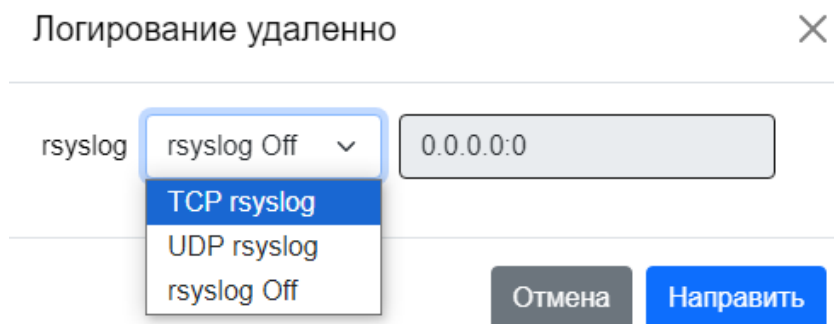 Логирование удаленно
rsyslog rsyslog Off 0.0.0.0:0
TCP rsyslog
UDP rsyslog
rsyslog Off
Отмена Направить